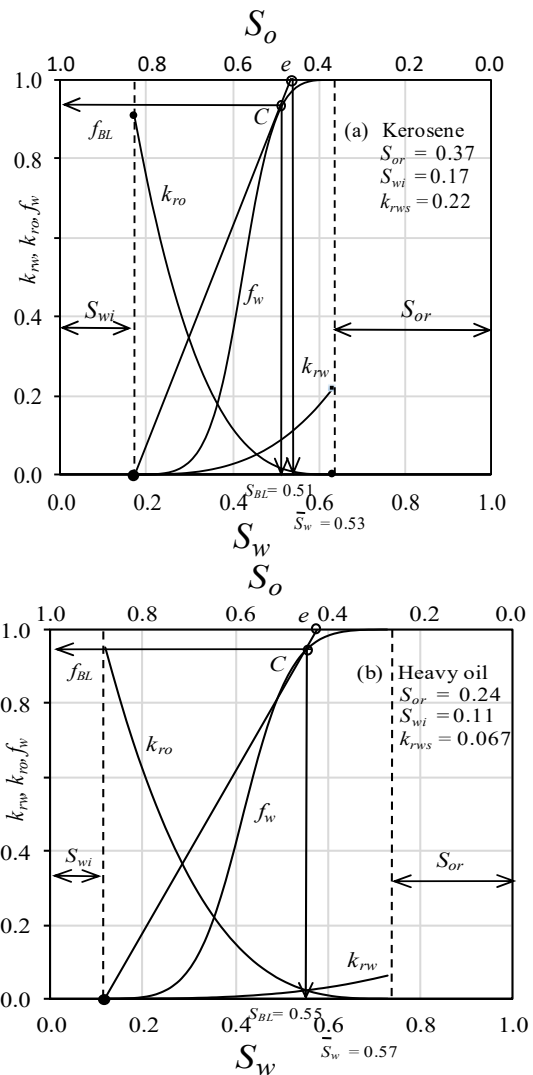 S_o
1.0 0.8 0.6 e 0.4 0.2 0.0
1.0
C
f_BL
(a) Kerosene
S_or = 0.37
S_wi = 0.17
k_rws = 0.22
0.8
k_ro
k_rw, k_ro, f_w
f_w
S_wi
S_or
0.4
k_rw
0.2
0.0
S_BL = 0.51
0.0 0.2 0.4 0.6 0.8 1.0
S̄_w = 0.53
S_w
S_o
1.0 0.8 0.6 e 0.4 0.2 0.0
1.0
C
f_BL
(b) Heavy oil
S_or = 0.24
S_wi = 0.11
k_rws = 0.067
0.8
k_ro
k_rw, k_ro, f_w
f_w
0.4
S_wi
S_or
0.2
k_rw
0.0
S_BL = 0.55
0.0 0.2 0.4 0.6 0.8 1.0
S̄_w = 0.57
S_w